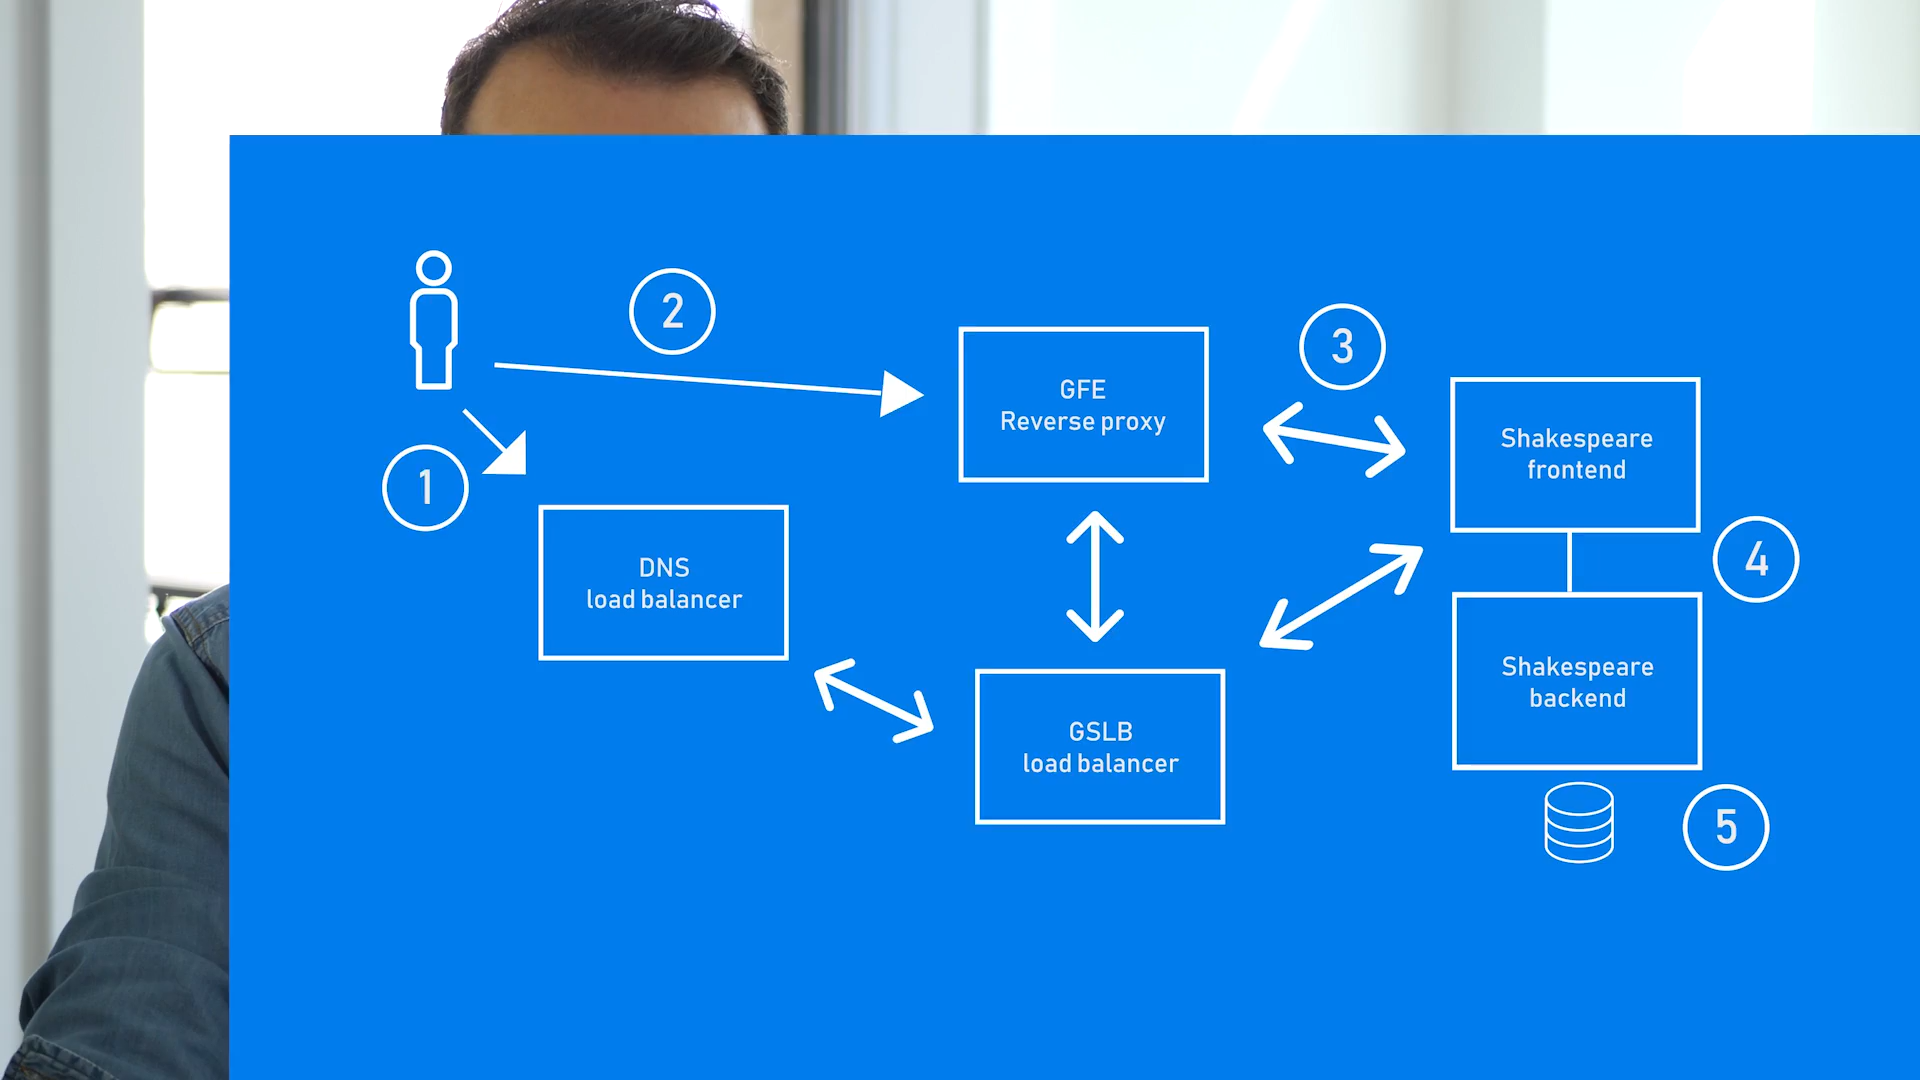 2
3
GFE
Reverse proxy
Shakespeare
frontend
1
DNS
load balancer
4
Shakespeare
backend
GSLB
load balancer
5